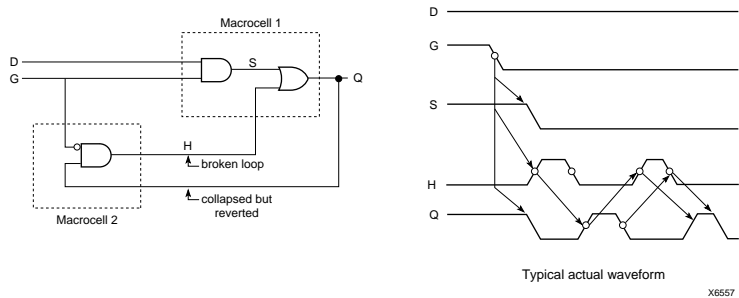 Macrocell 1
D
G
S
Q
H
broken loop
collapsed but
reverted
Macrocell 2
D
G
S
H
Q
Typical actual waveform
X6557